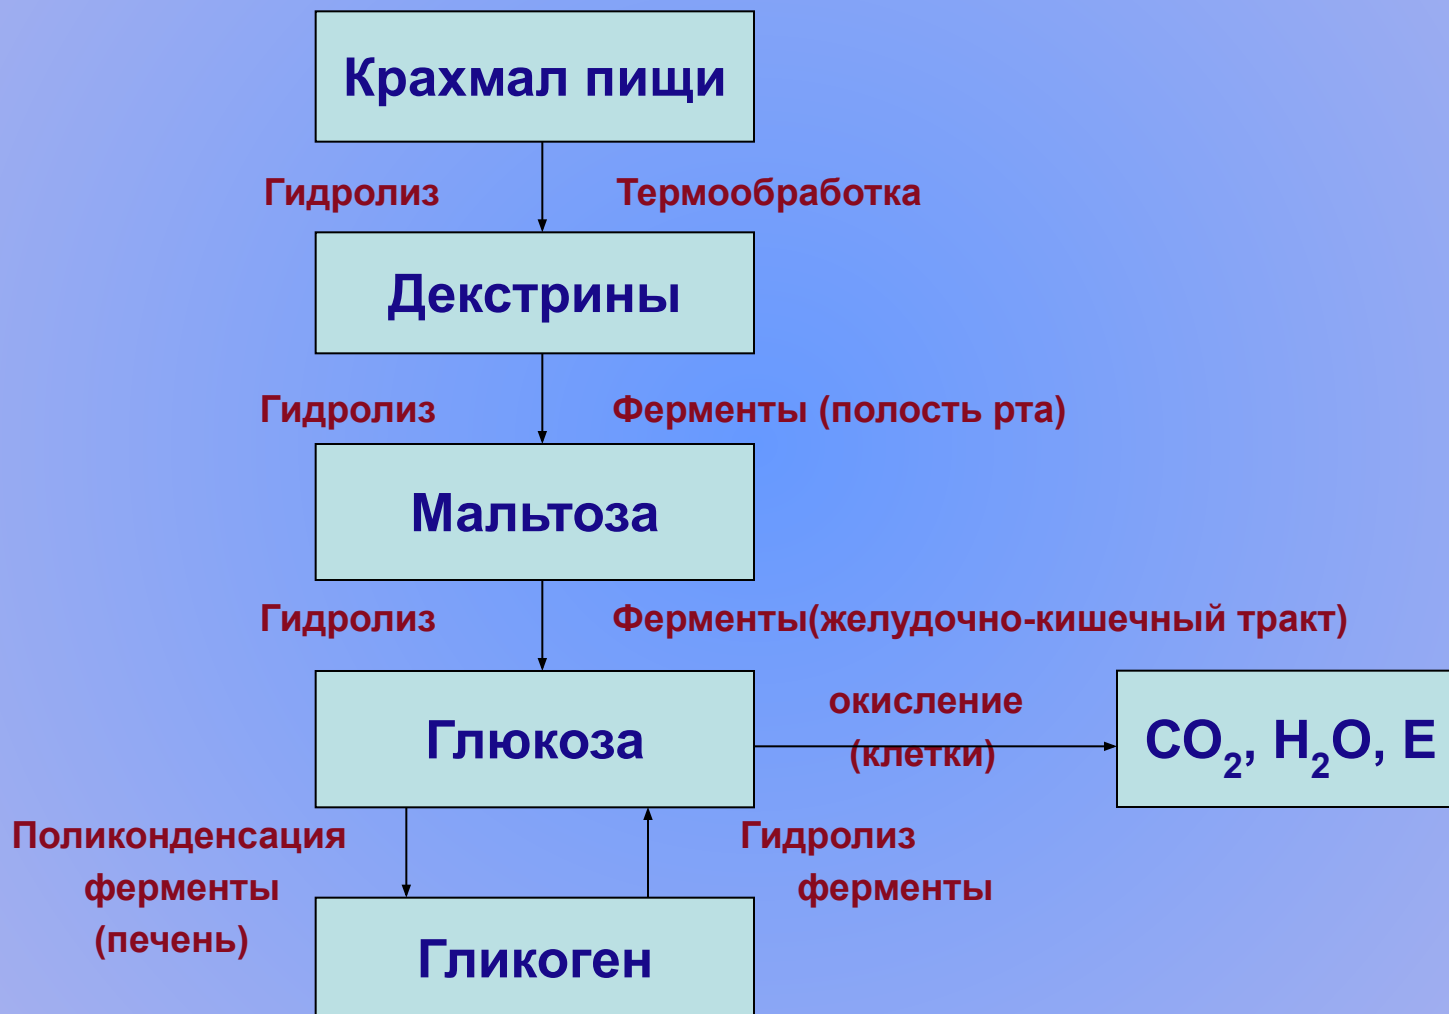 Крахмал пищи
Гидролиз Термообработка
Декстрины
Гидролиз Ферменты (полость рта)
Мальтоза
Гидролиз Ферменты(желудочно-кишечный тракт)
окисление
Глюкоза
(клетки)
CO₂, H₂O, E
Поликонденсация
ферменты
(печень)
Гидролиз
ферменты
Гликоген